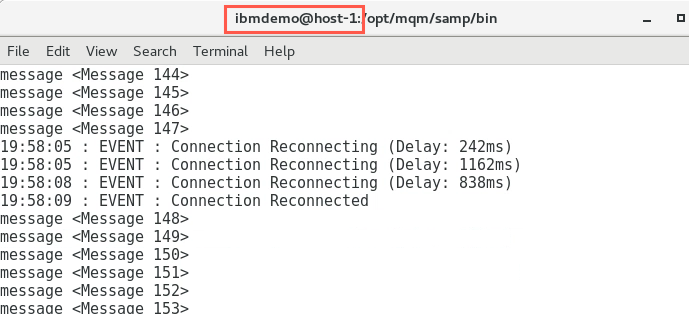 ibmdemo@host-1:/opt/mqm/samp/bin
File Edit View Search Terminal Help
message <Message 144>
message <Message 145>
message <Message 146>
message <Message 147>
19:58:05 : EVENT : Connection Reconnecting (Delay: 242ms)
19:58:05 : EVENT : Connection Reconnecting (Delay: 1162ms)
19:58:08 : EVENT : Connection Reconnecting (Delay: 838ms)
19:58:09 : EVENT : Connection Reconnected
message <Message 148>
message <Message 149>
message <Message 150>
message <Message 151>
message <Message 152>
message <Message 153>